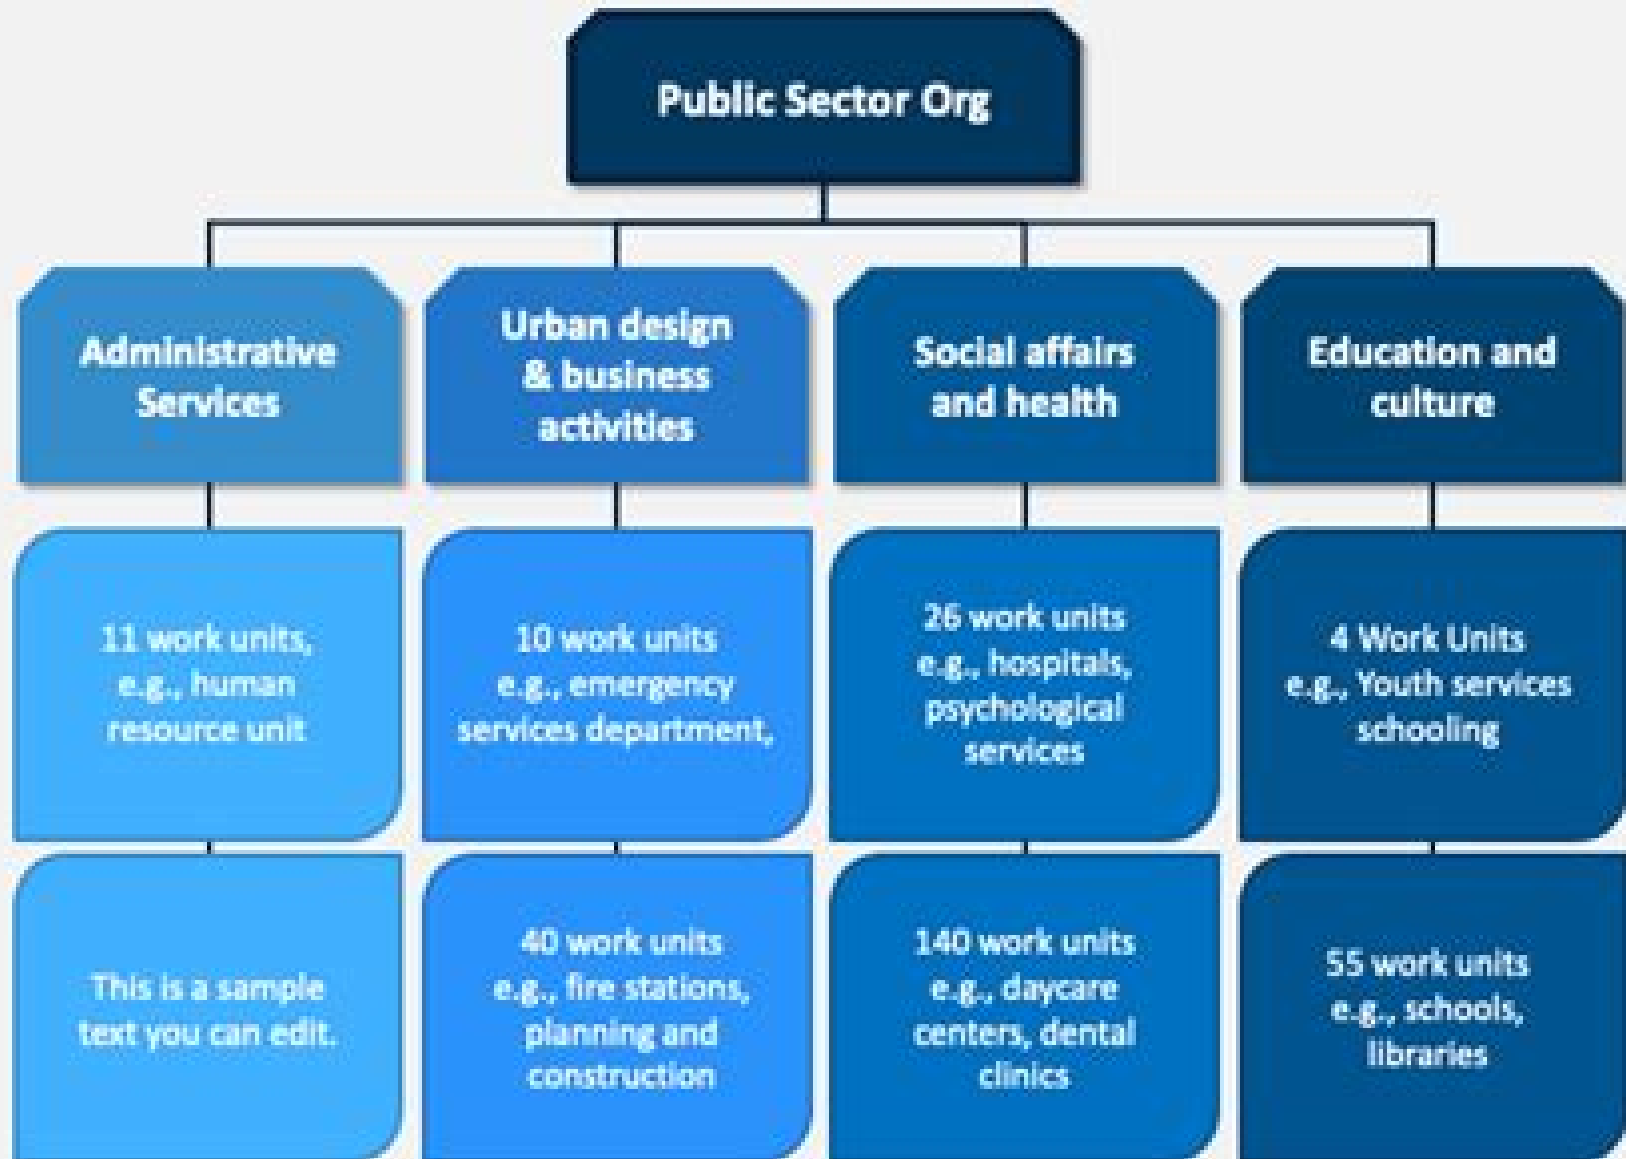 Public Sector Org
Administrative
Services
Urban design
& business
activities
Social affairs
and health
Education and
culture
11 work units,
e.g., human
resource unit
10 work units
e.g., emergency
services department,
26 work units
e.g., hospitals,
psychological
services
4 Work Units
e.g., Youth services
schooling
This is a sample
text you can edit.
40 work units
e.g., fire stations,
planning and
construction
140 work units
e.g., daycare
centers, dental
clinics
55 work units
e.g., schools,
libraries